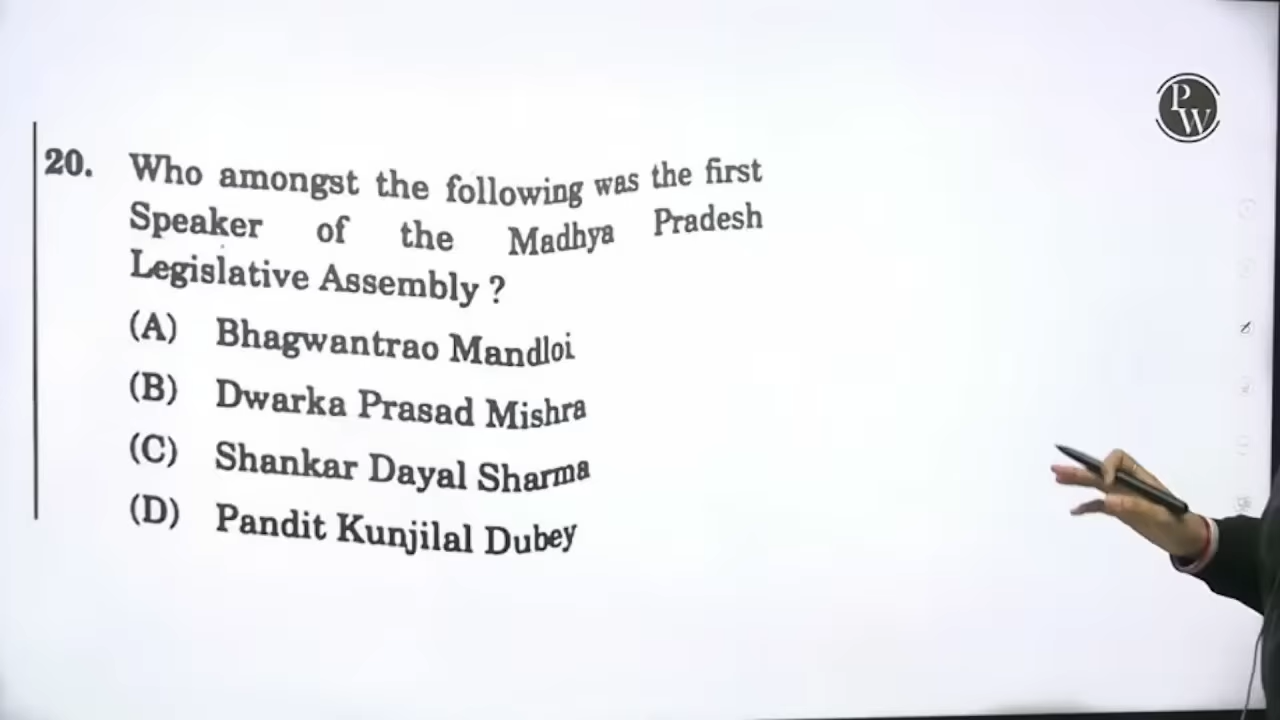 PW
20. Who amongst the following was the first
Speaker of the Madhya Pradesh
Legislative Assembly ?
(A) Bhagwantrao Mandloi
(B) Dwarka Prasad Mishra
(C) Shankar Dayal Sharma
(D) Pandit Kunjilal Dubey